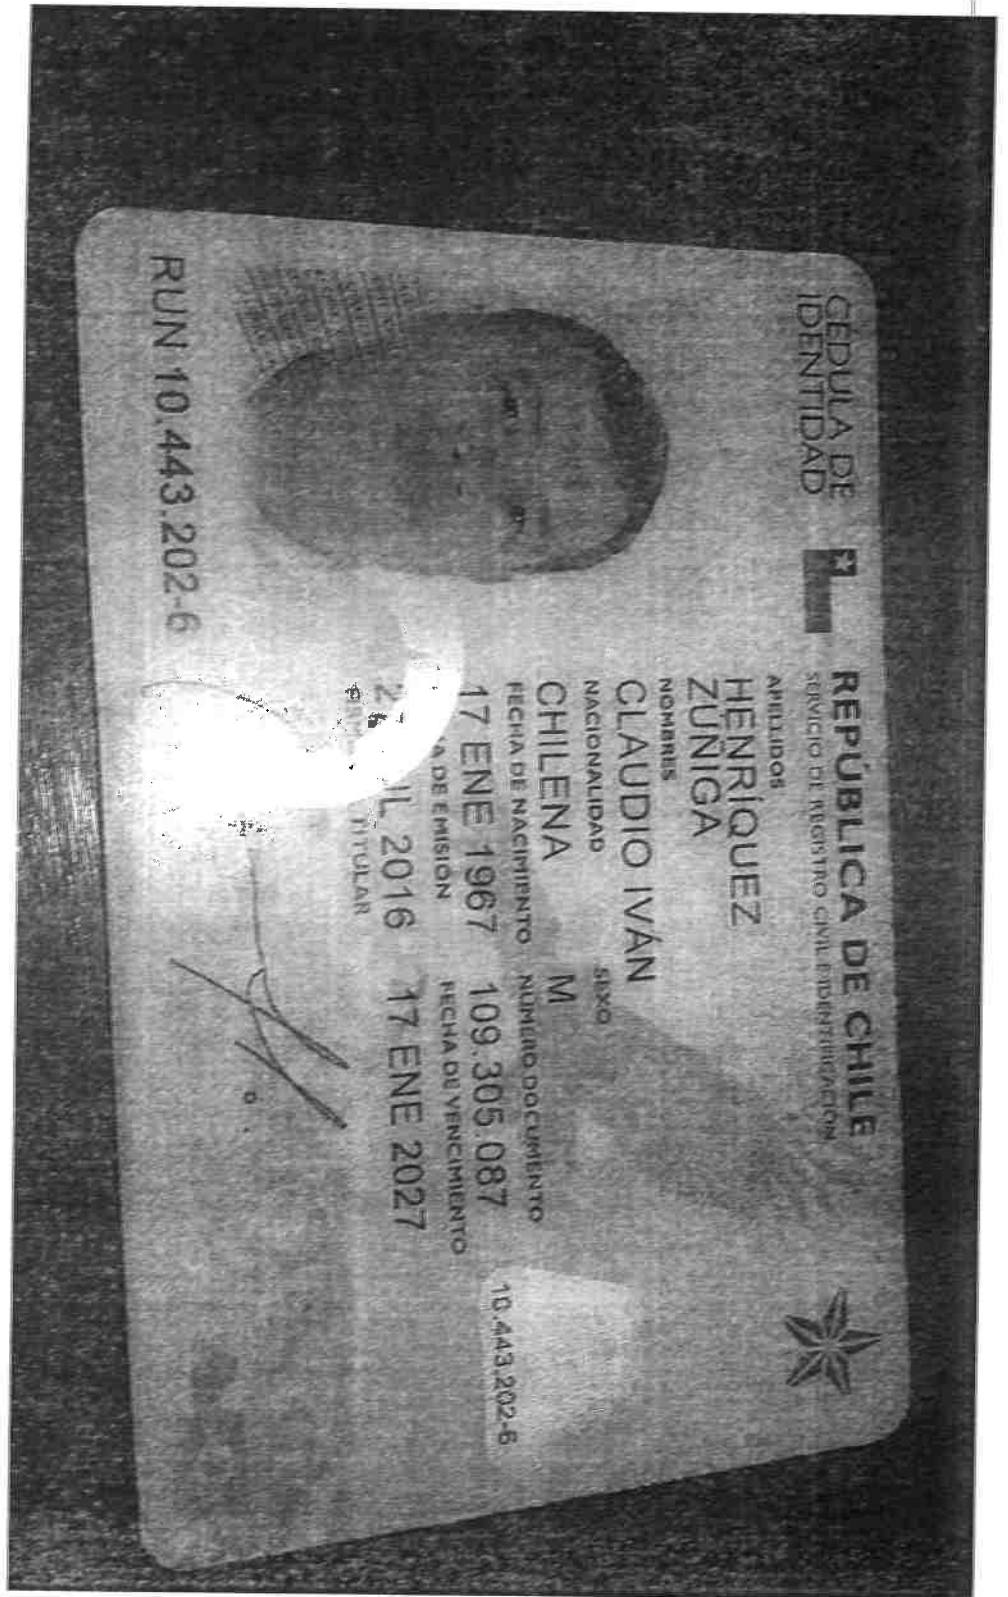 CÉDULA DE
IDENTIDAD
REPÚBLICA DE CHILE
SERVICIO DE REGISTRO CIVIL E IDENTIFICACIÓN
APELLIDOS
HENRÍQUEZ
ZÚÑIGA
NOMBRES
CLAUDIO IVÁN
NACIONALIDAD SEXO
CHILENA M
FECHA DE NACIMIENTO NÚMERO DOCUMENTO
17 ENE 1967 109.305.087
DE EMISIÓN FECHA DE VENCIMIENTO
2016 17 ENE 2027
TITULAR
10.443.202-6
RUN 10.443.202-6